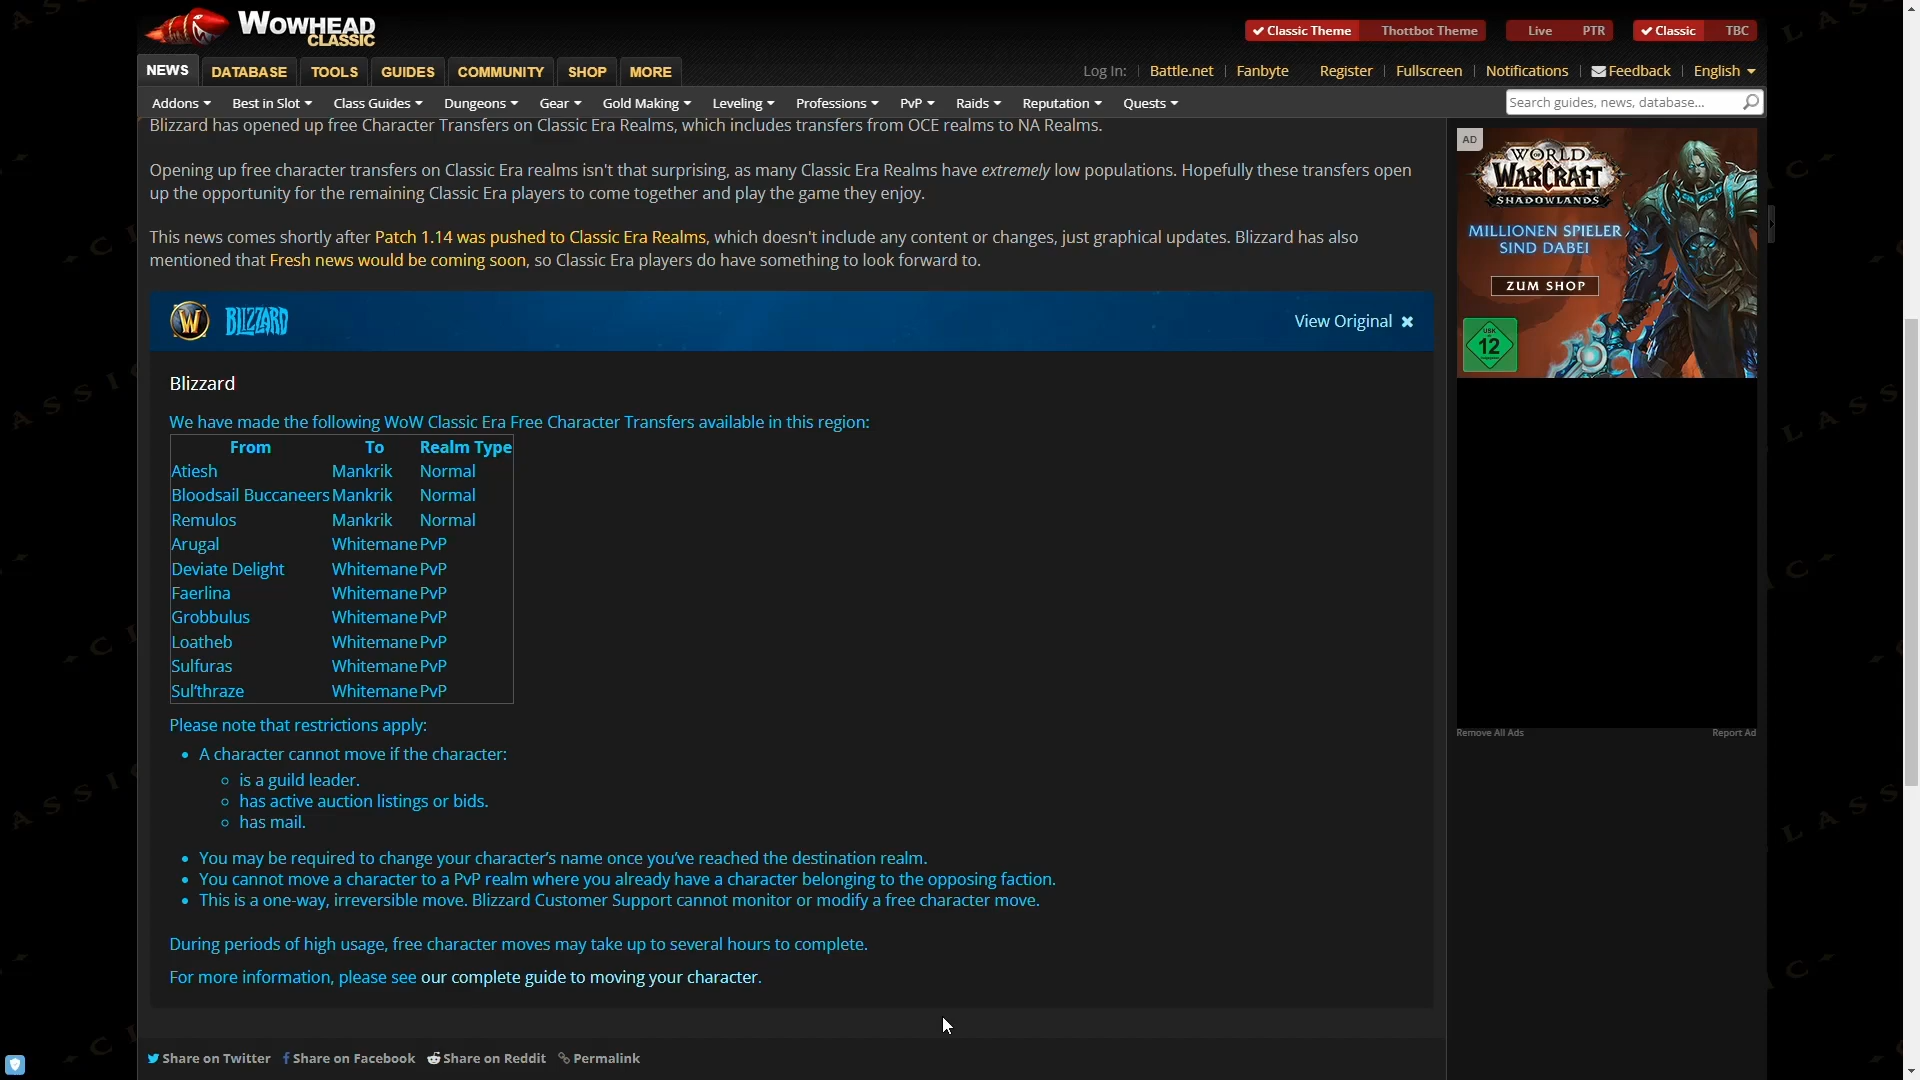 WOWHEAD
CLASSIC
Classic Theme Thottbot Theme Live PTR Classic TBC
NEWS DATABASE TOOLS GUIDES COMMUNITY SHOP MORE
Log In: Battle.net Fanbyte Register Fullscreen Notifications Feedback English
Addons Best in Slot Class Guides Dungeons Gear Gold Making Leveling Professions PvP Raids Reputation Quests
Search guides, news, database...
Blizzard has opened up free Character Transfers on Classic Era Realms, which includes transfers from OCE realms to NA Realms.
Opening up free character transfers on Classic Era realms isn't that surprising, as many Classic Era Realms have extremely low populations. Hopefully these transfers open
up the opportunity for the remaining Classic Era players to come together and play the game they enjoy.
This news comes shortly after Patch 1.14 was pushed to Classic Era Realms, which doesn't include any content or changes, just graphical updates. Blizzard has also
mentioned that Fresh news would be coming soon, so Classic Era players do have something to look forward to.
W BLIZZARD View Original
Blizzard
We have made the following WoW Classic Era Free Character Transfers available in this region:
From To Realm Type
Atiesh Mankrik Normal
Bloodsail Buccaneers Mankrik Normal
Remulos Mankrik Normal
Arugal Whitemane PvP
Deviate Delight Whitemane PvP
Faerlina Whitemane PvP
Grobbulus Whitemane PvP
Loatheb Whitemane PvP
Sulfuras Whitemane PvP
Sul'thraze Whitemane PvP
Please note that restrictions apply:
• A character cannot move if the character:
is a guild leader.
has active auction listings or bids.
has mail.
• You may be required to change your character's name once you've reached the destination realm.
• You cannot move a character to a PvP realm where you already have a character belonging to the opposing faction.
• This is a one-way, irreversible move. Blizzard Customer Support cannot monitor or modify a free character move.
During periods of high usage, free character moves may take up to several hours to complete.
For more information, please see our complete guide to moving your character.
Share on Twitter Share on Facebook Share on Reddit Permalink
AD
WORLD
OF
WARCRAFT
SHADOWLANDS
MILLIONEN SPIELER
SIND DABEI
ZUM SHOP
USK
12
Remove All Ads Report Ad